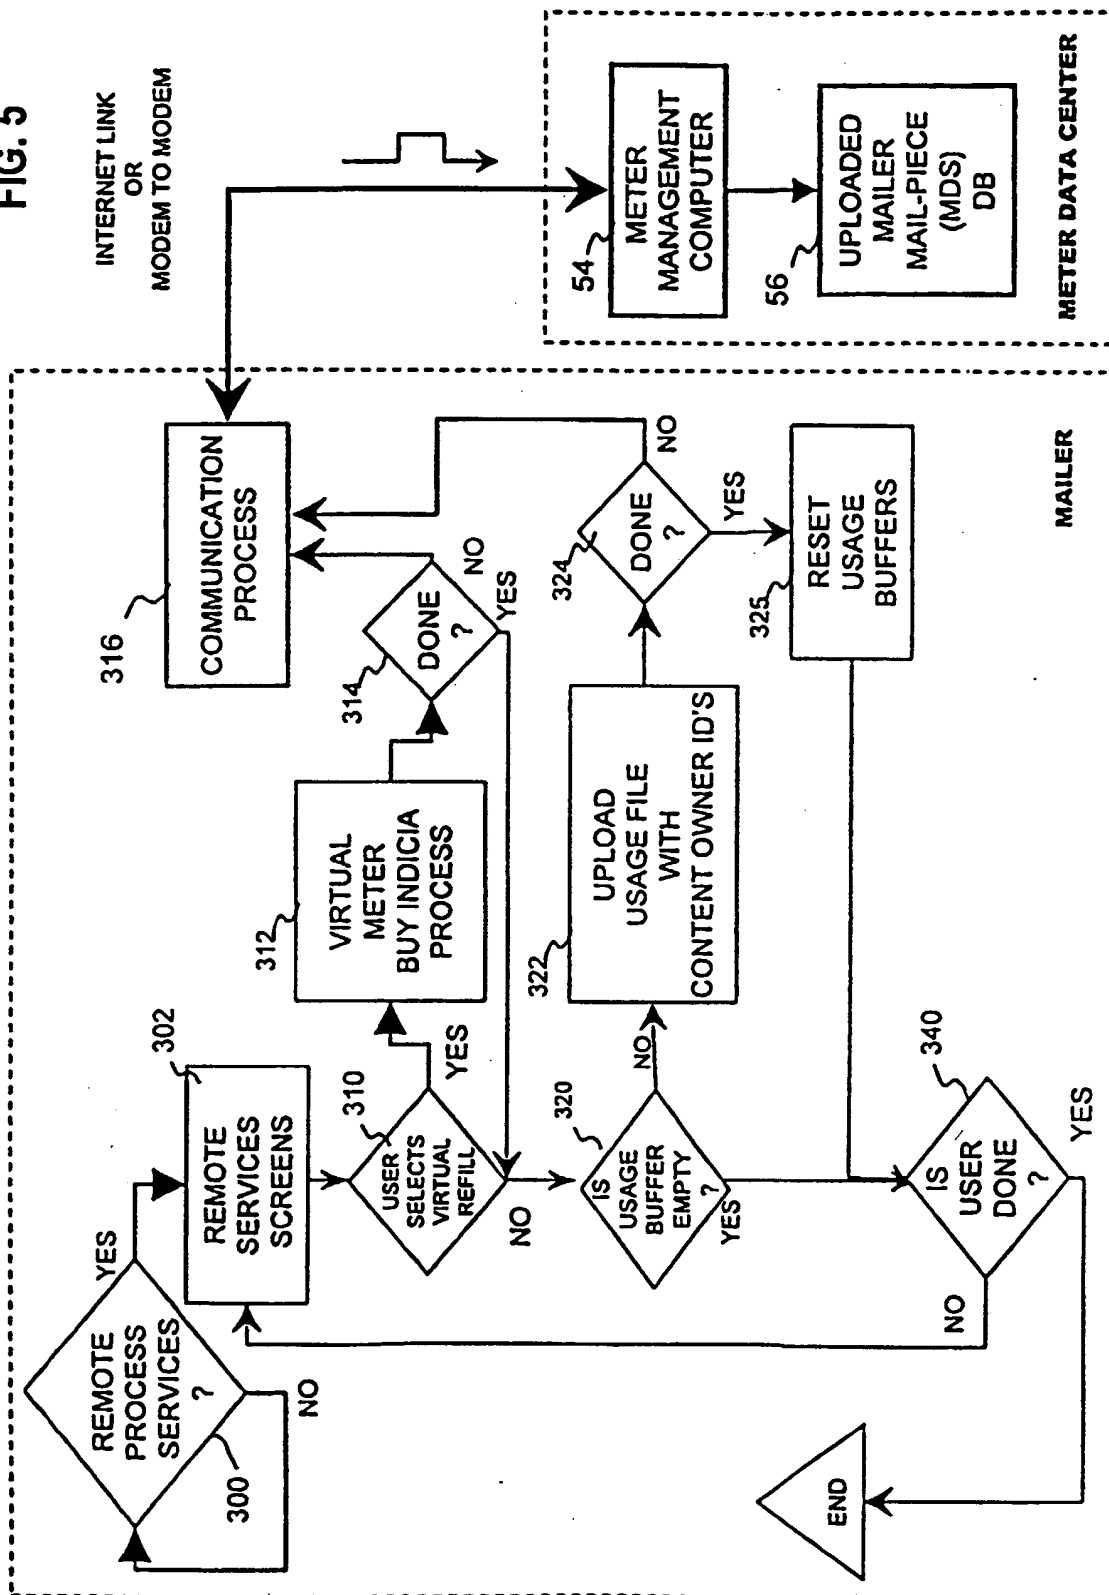 FIG. 5
INTERNET LINK
OR
MODEM TO MODEM
REMOTE
PROCESS
SERVICES
?
300
YES
NO
302
REMOTE
SERVICES
SCREENS
310
USER
SELECTS
VIRTUAL
REFILL
YES
NO
312
VIRTUAL
METER
BUY INDICIA
PROCESS
314
DONE
?
NO
YES
316
COMMUNICATION
PROCESS
320
IS
USAGE
BUFFER
EMPTY
?
NO
YES
322
UPLOAD
USAGE FILE
WITH
CONTENT OWNER ID'S
324
DONE
?
NO
YES
325
RESET
USAGE
BUFFERS
340
IS
USER
DONE
?
NO
YES
END
MAILER
54
METER
MANAGEMENT
COMPUTER
56
UPLOADED
MAILER
MAIL-PIECE
(MDS)
DB
METER DATA CENTER